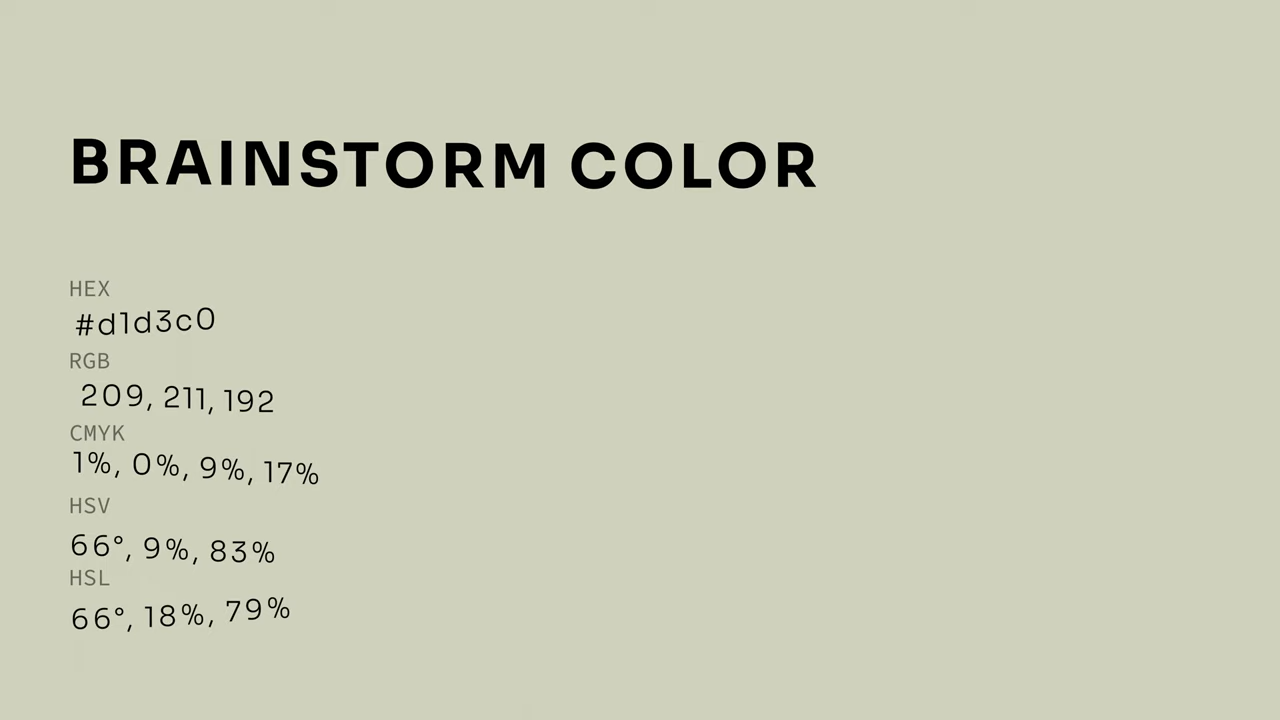 BRAINSTORM COLOR
HEX
#d1d3c0
RGB
209, 211, 192
CMYK
1%, 0%, 9%, 17%
HSV
66°, 9%, 83%
HSL
66°, 18%, 79%